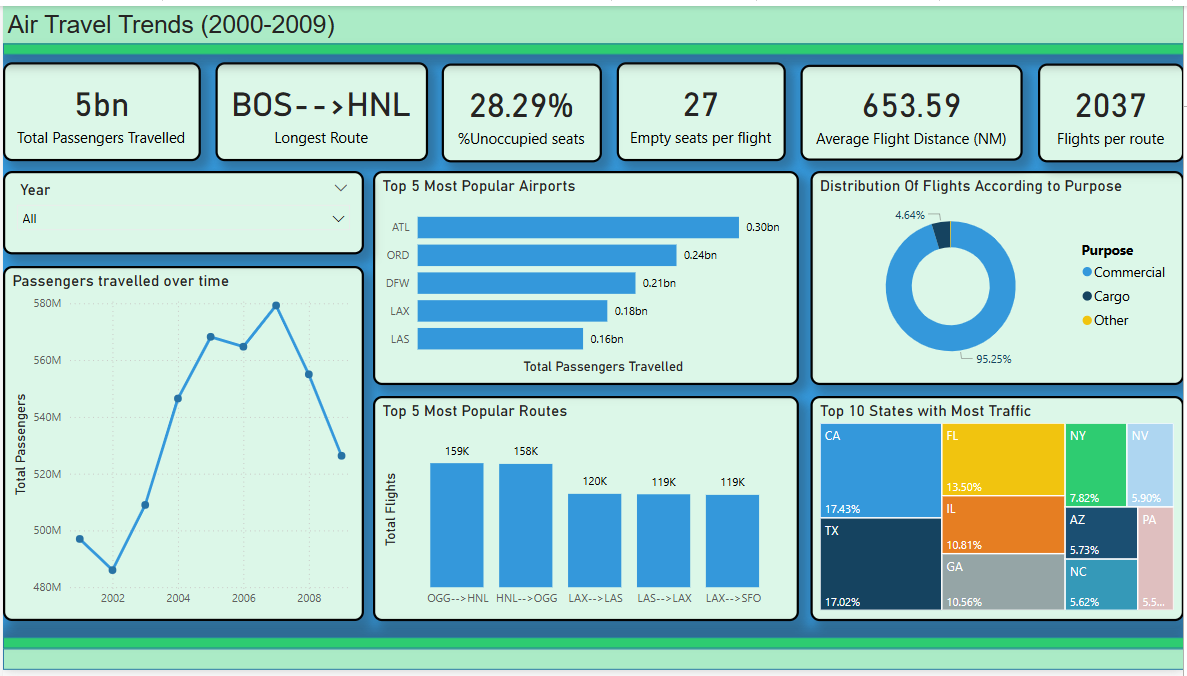 Air Travel Trends (2000-2009)
5bn
Total Passengers Travelled
BOS-->HNL
Longest Route
28.29%
%Unoccupied seats
27
Empty seats per flight
653.59
Average Flight Distance (NM)
2037
Flights per route
Year
All
Passengers travelled over time
Total Passengers
580M
560M
540M
520M
500M
480M
2002
2004
2006
2008
Top 5 Most Popular Airports
ATL
0.30bn
ORD
0.24bn
DFW
0.21bn
LAX
0.18bn
LAS
0.16bn
Total Passengers Travelled
Distribution Of Flights According to Purpose
4.64%
95.25%
Purpose
Commercial
Cargo
Other
Top 5 Most Popular Routes
Total Flights
159K
158K
120K
119K
119K
OGG-->HNL
HNL-->OGG
LAX-->LAS
LAS-->LAX
LAX-->SFO
Top 10 States with Most Traffic
CA
17.43%
TX
17.02%
FL
13.50%
IL
10.81%
GA
10.56%
NY
7.82%
NV
5.90%
AZ
5.73%
NC
5.62%
PA
5.5...